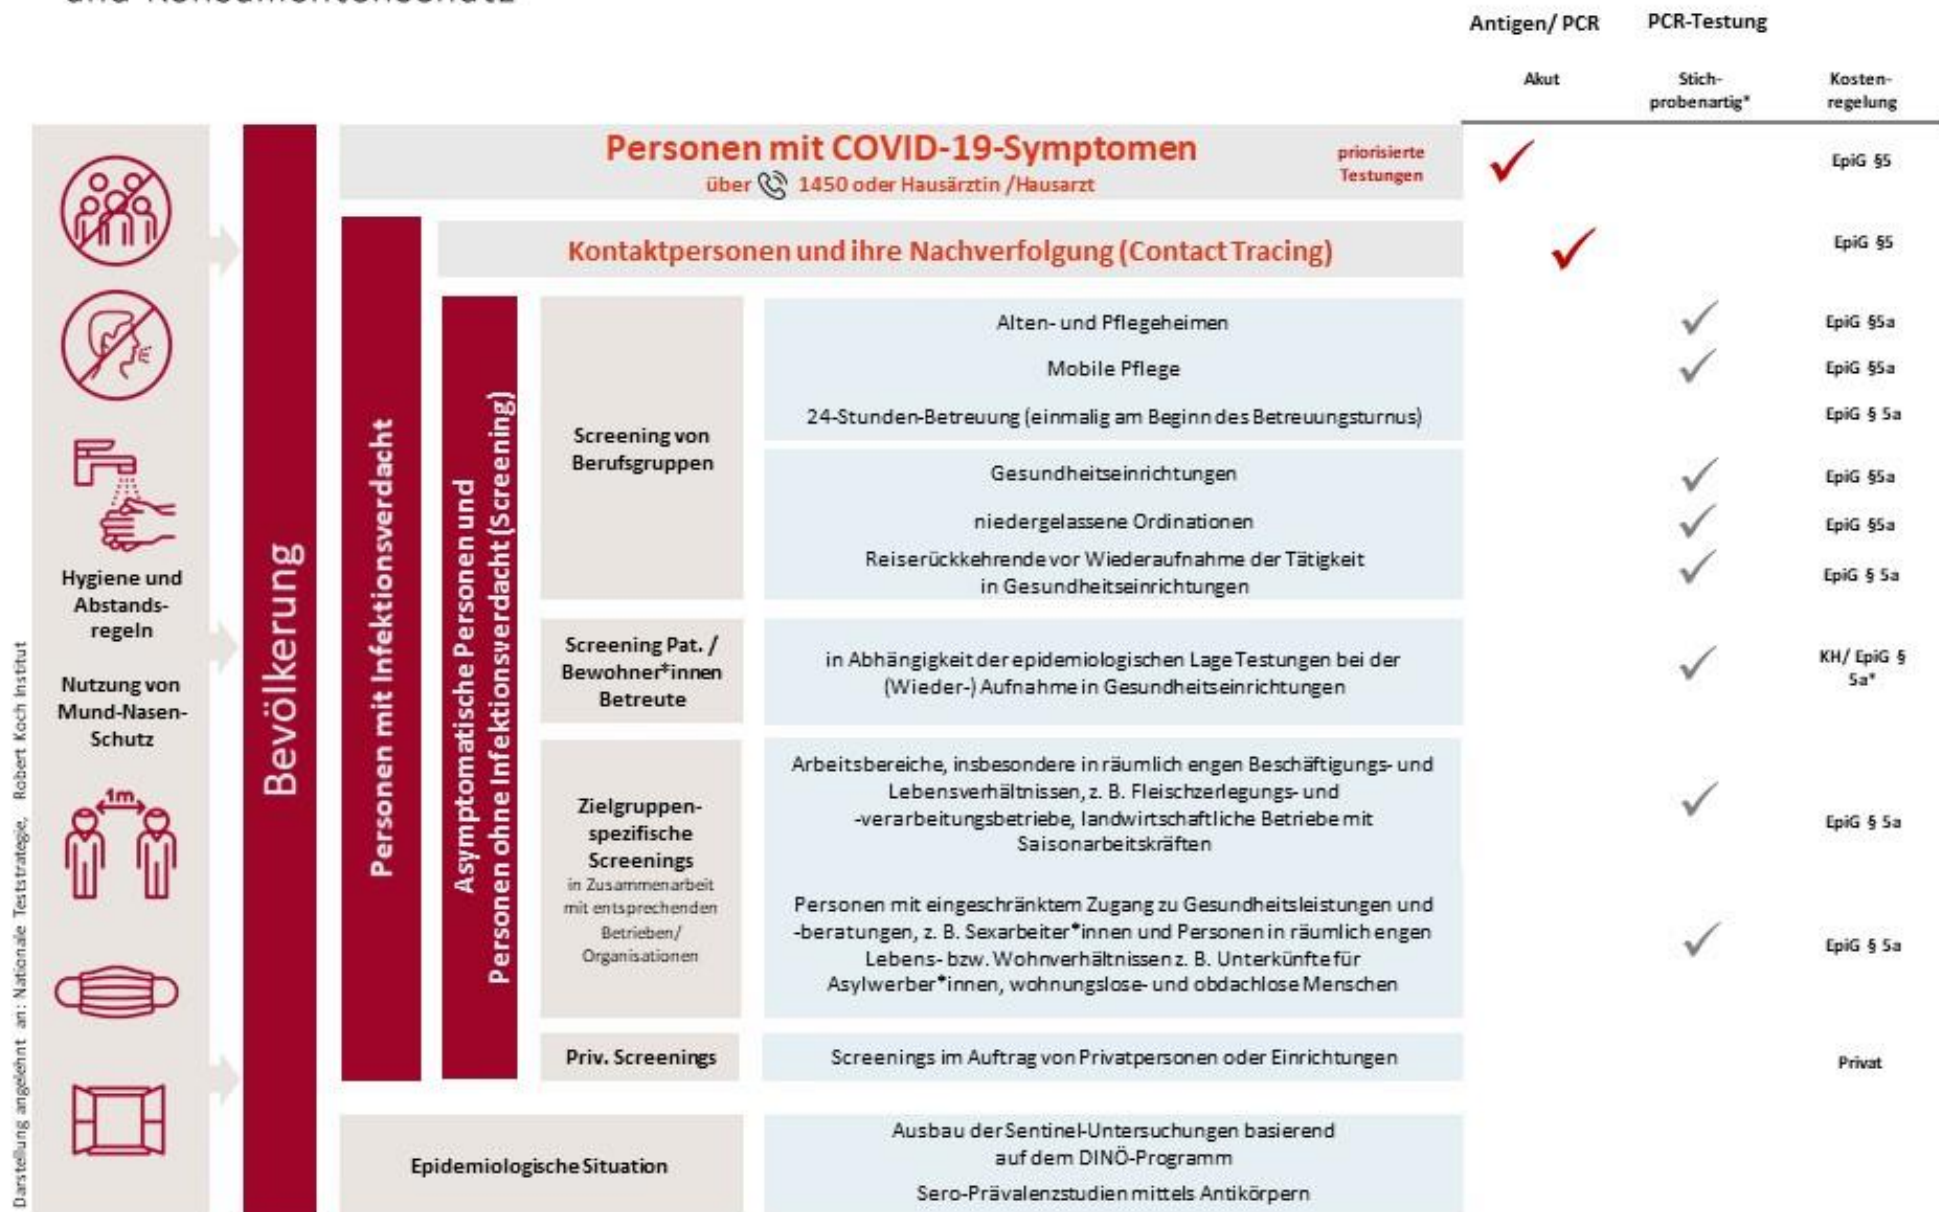 und Konsumentenschutz
Antigen/ PCR
PCR-Testung
Akut
Stich-
probenartig*
Kosten-
regelung
Personen mit COVID-19-Symptomen
über 1450 oder Hausärztin /Hausarzt
priorisierte
Testungen
EpiG §5
Kontaktpersonen und ihre Nachverfolgung (Contact Tracing)
EpiG §5
Hygiene und
Abstands-
regeln
Nutzung von
Mund-Nasen-
Schutz
1m
Bevölkerung
Personen mit Infektionsverdacht
Asymptomatische Personen und
Personen ohne Infektionsverdacht (Screening)
Screening von
Berufsgruppen
Alten- und Pflegeheimen
EpiG §5a
Mobile Pflege
EpiG §5a
24-Stunden-Betreuung (einmalig am Beginn des Betreuungsturnus)
EpiG § 5a
Gesundheitseinrichtungen
EpiG §5a
niedergelassene Ordinationen
EpiG §5a
Reiserückkehrende vor Wiederaufnahme der Tätigkeit
in Gesundheitseinrichtungen
EpiG § 5a
Screening Pat. /
Bewohner*innen
Betreute
in Abhängigkeit der epidemiologischen Lage Testungen bei der
(Wieder-) Aufnahme in Gesundheitseinrichtungen
KH/ EpiG §
5a*
Zielgruppen-
spezifische
Screenings
in Zusammenarbeit
mit entsprechenden
Betrieben/
Organisationen
Arbeitsbereiche, insbesondere in räumlich engen Beschäftigungs- und
Lebensverhältnissen, z. B. Fleischzerlegungs- und
-verarbeitungsbetriebe, landwirtschaftliche Betriebe mit
Saisonarbeitskräften
EpiG § 5a
Personen mit eingeschränktem Zugang zu Gesundheitsleistungen und
-beratungen, z. B. Sexarbeiter*innen und Personen in räumlich engen
Lebens- bzw. Wohnverhältnissen z. B. Unterkünfte für
Asylwerber*innen, wohnungslose- und obdachlose Menschen
EpiG § 5a
Priv. Screenings
Screenings im Auftrag von Privatpersonen oder Einrichtungen
Privat
Epidemiologische Situation
Ausbau der Sentinel-Untersuchungen basierend
auf dem DINÖ-Programm
Sero-Prävalenzstudien mittels Antikörpern
Darstellung angelehnt an: Nationale Teststrategie, Robert Koch Institut